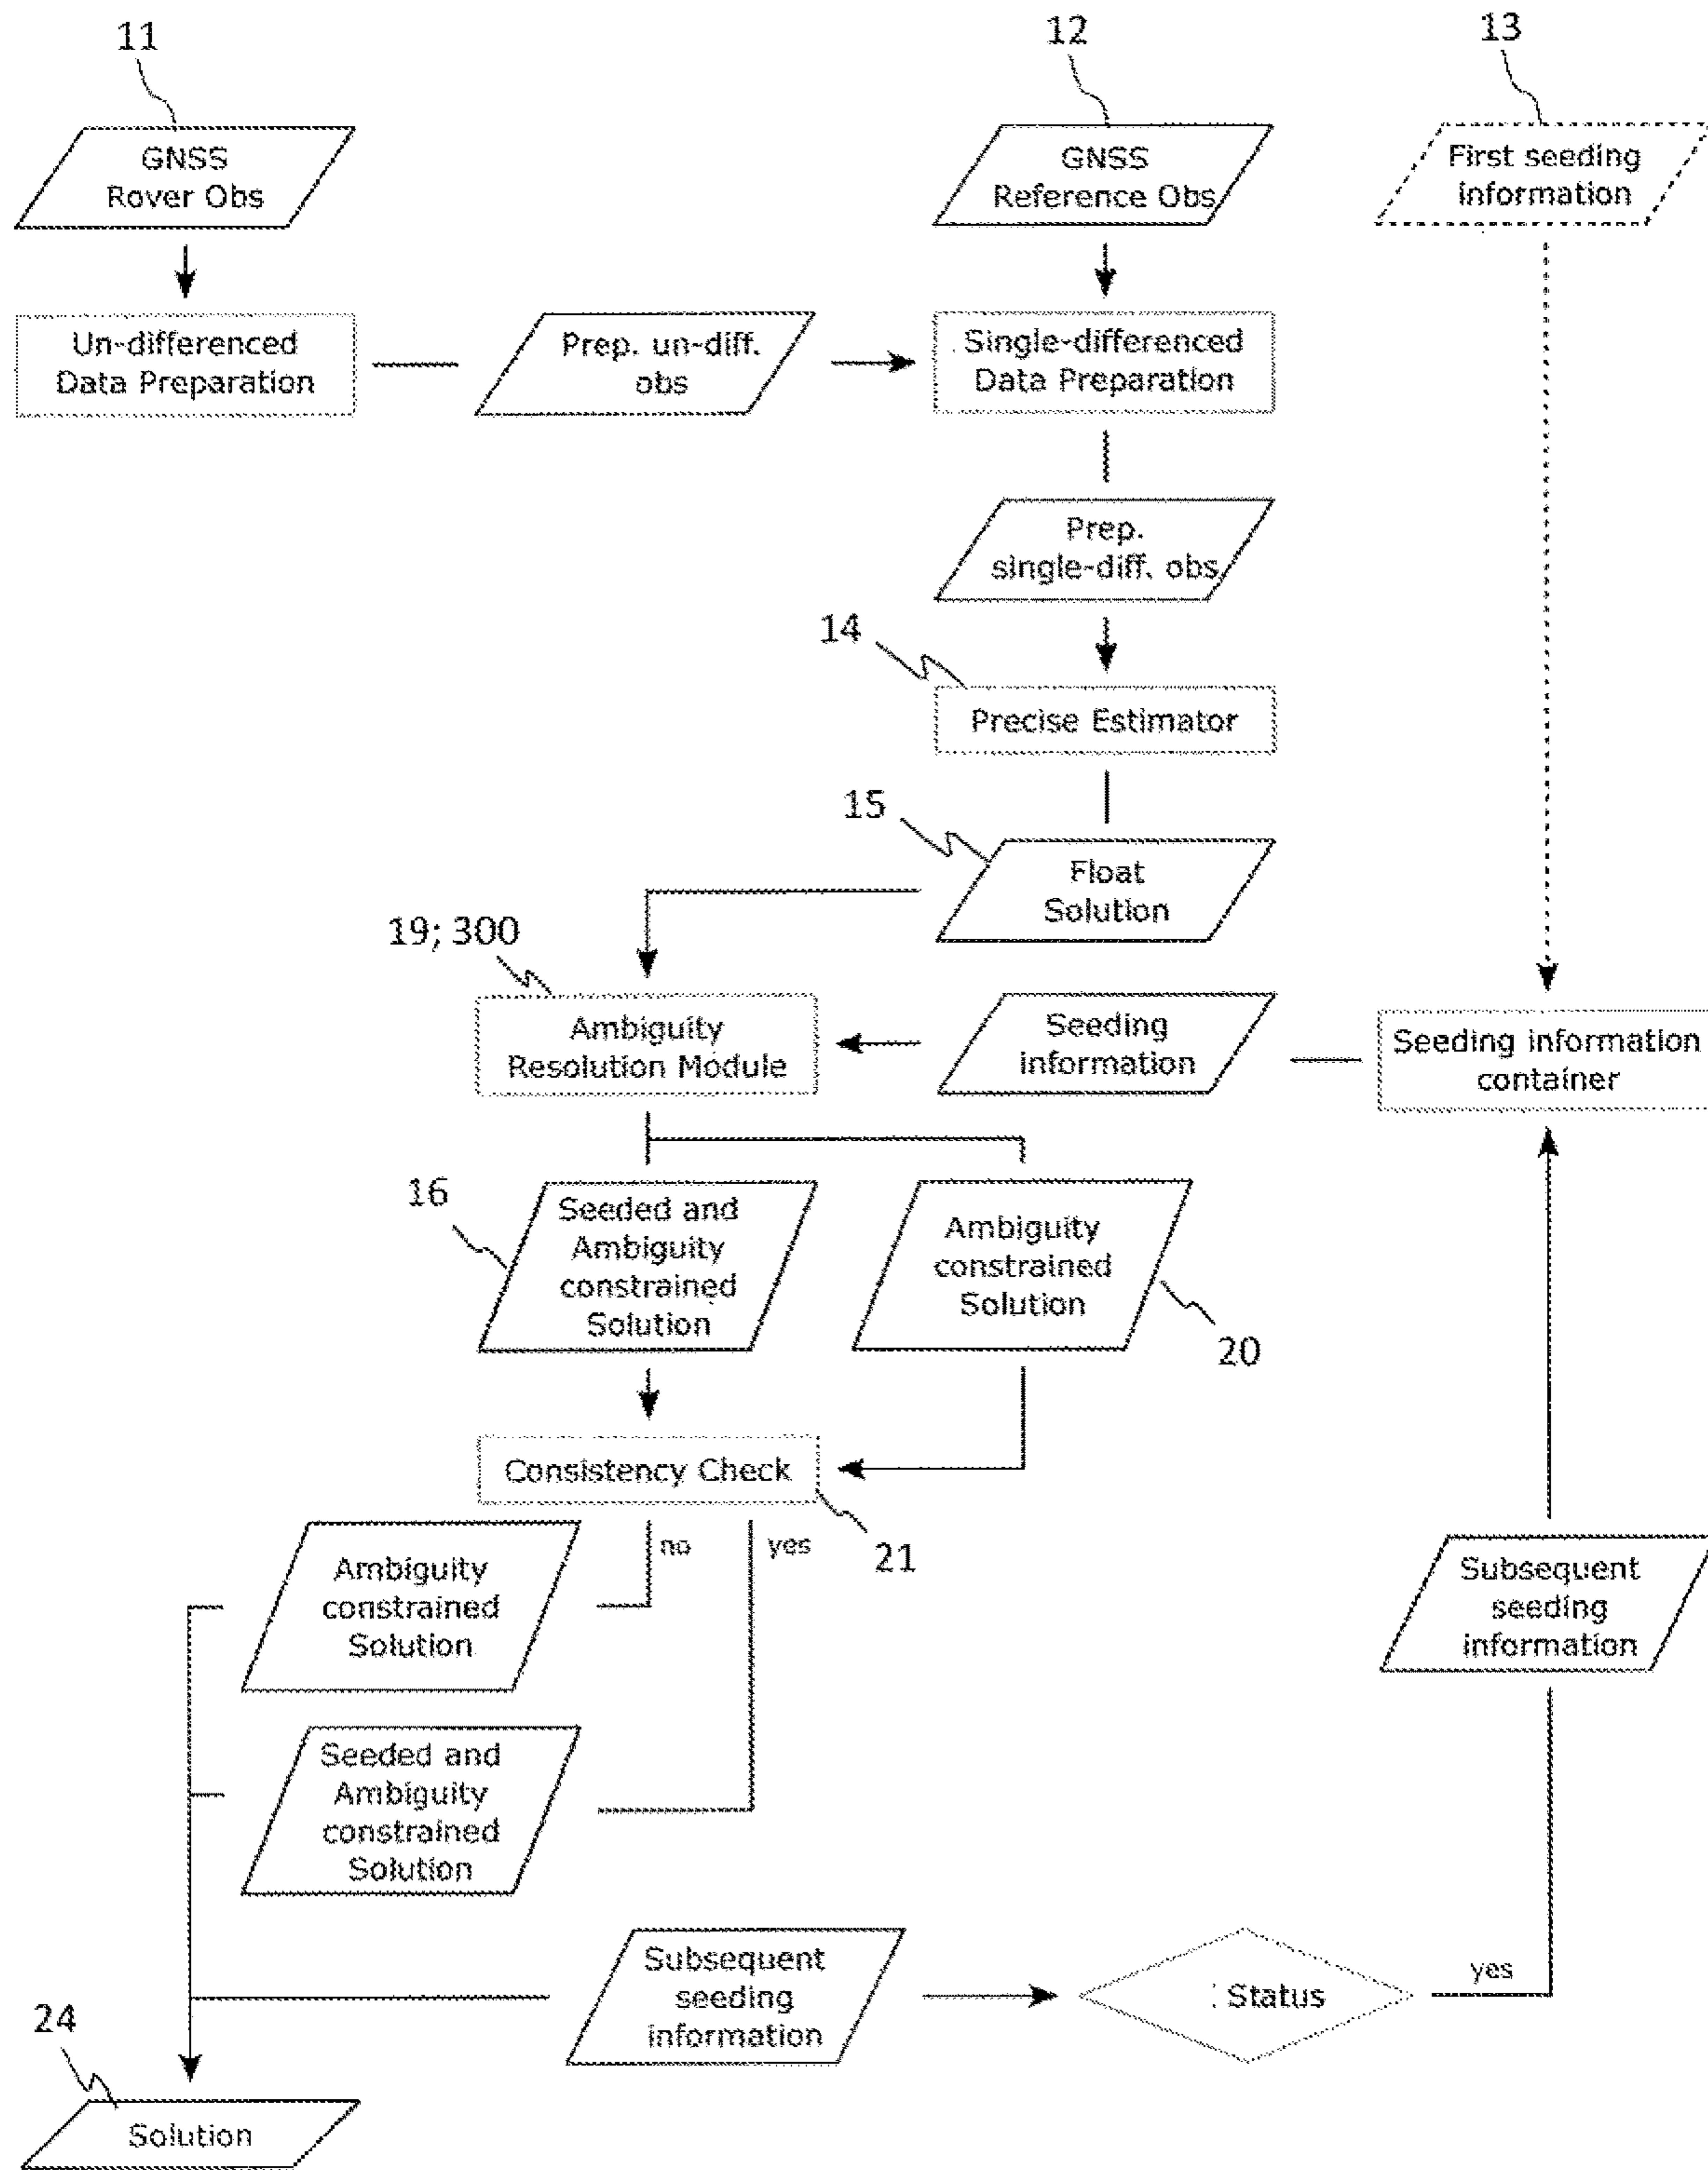 11
12
13
GNSS
Rover Obs
GNSS
Reference Obs
First seeding
information
Un-differenced
Data Preparation
Prep. un-diff.
obs
Single-differenced
Data Preparation
Prep.
single-diff. obs
14
Precise Estimator
15
Float
Solution
19; 300
Ambiguity
Resolution Module
Seeding
information
Seeding information
container
16
Seeded and
Ambiguity
constrained
Solution
Ambiguity
constrained
Solution
20
Consistency Check
21
no
yes
Ambiguity
constrained
Solution
Subsequent
seeding
information
Seeded and
Ambiguity
constrained
Solution
Subsequent
seeding
information
Status
yes
24
Solution